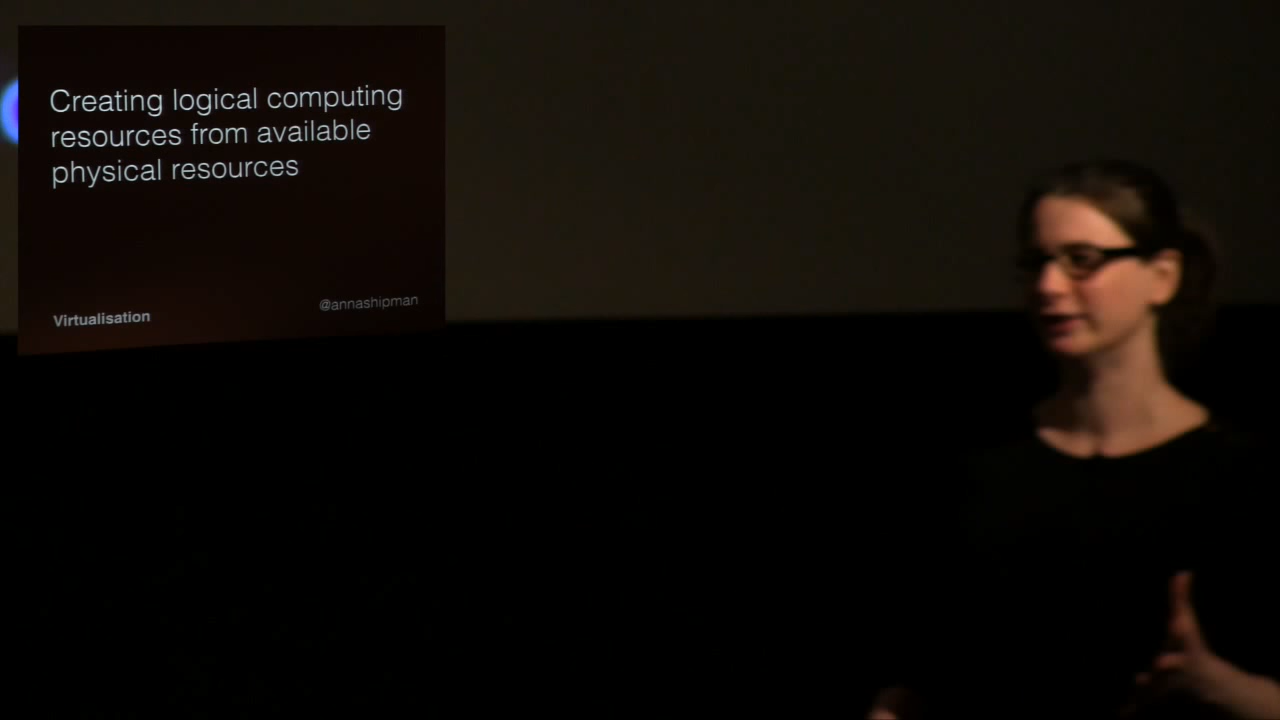 Creating logical computing
resources from available
physical resources
Virtualisation
@annashipman